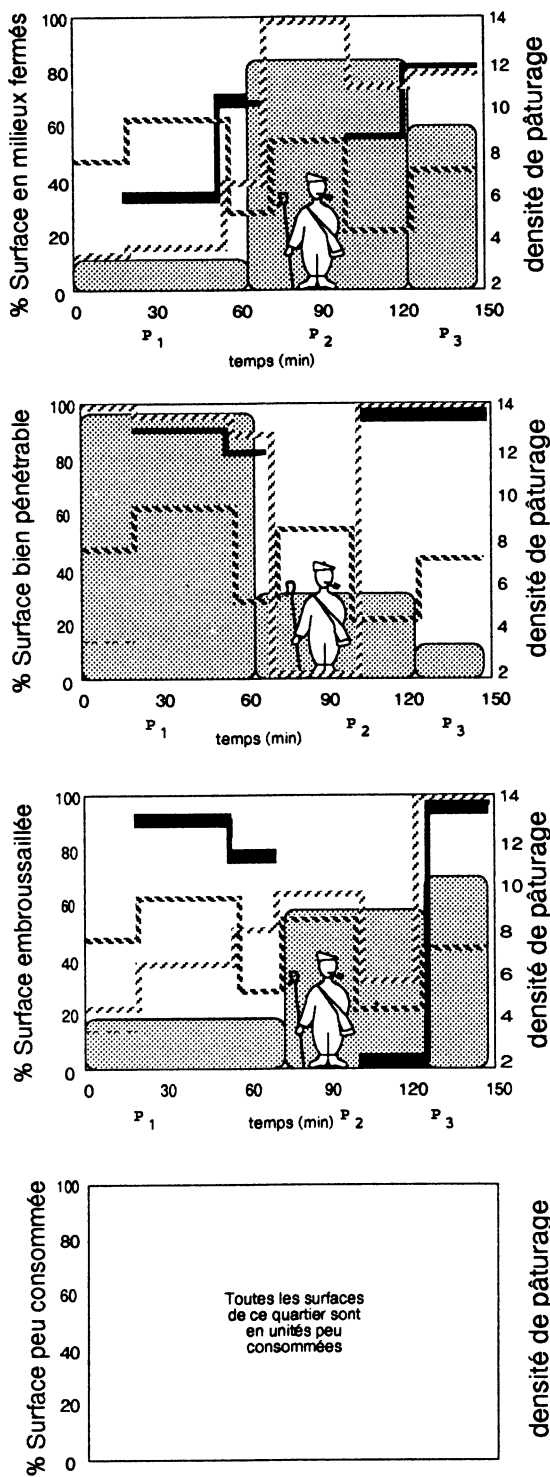 % Surface en milieux fermés
100
80
60
40
20
0
14
12
10
8
6
4
2
densité de pâturage
0 30 60 90 120 150
P1 P2 P3
temps (min)
% Surface bien pénétrable
100
80
60
40
20
0
14
12
10
8
6
4
2
densité de pâturage
0 30 60 90 120 150
P1 P2 P3
temps (min)
% Surface embroussaillée
100
80
60
40
20
0
14
12
10
8
6
4
2
densité de pâturage
0 30 60 90 120 150
P1 temps (min) P2 P3
% Surface peu consommée
100
80
60
40
20
0
Toutes les surfaces
de ce quartier sont
en unités peu
consommées
densité de pâturage